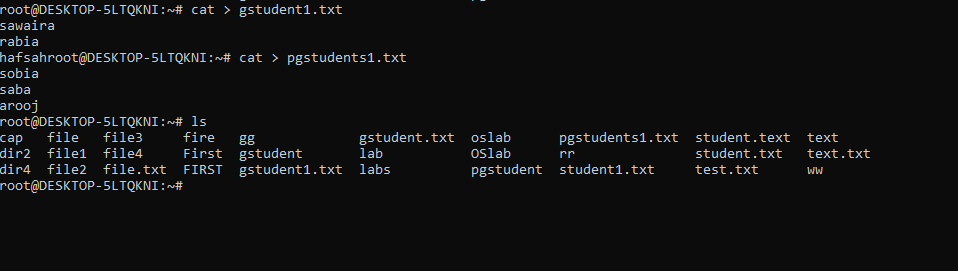 root@DESKTOP-5LTQKNI:~# cat > gstudent1.txt
sawaira
rabia
hafsahroot@DESKTOP-5LTQKNI:~# cat > pgstudents1.txt
sobia
saba
arooj
root@DESKTOP-5LTQKNI:~# ls
cap   file   file3     fire   gg             gstudent.txt  oslab      pgstudents1.txt  student.text  text
dir2  file1  file4     First  gstudent       lab           OSlab      rr               student.txt   text.txt
dir4  file2  file.txt  FIRST  gstudent1.txt  labs          pgstudent  student1.txt     test.txt      ww
root@DESKTOP-5LTQKNI:~#